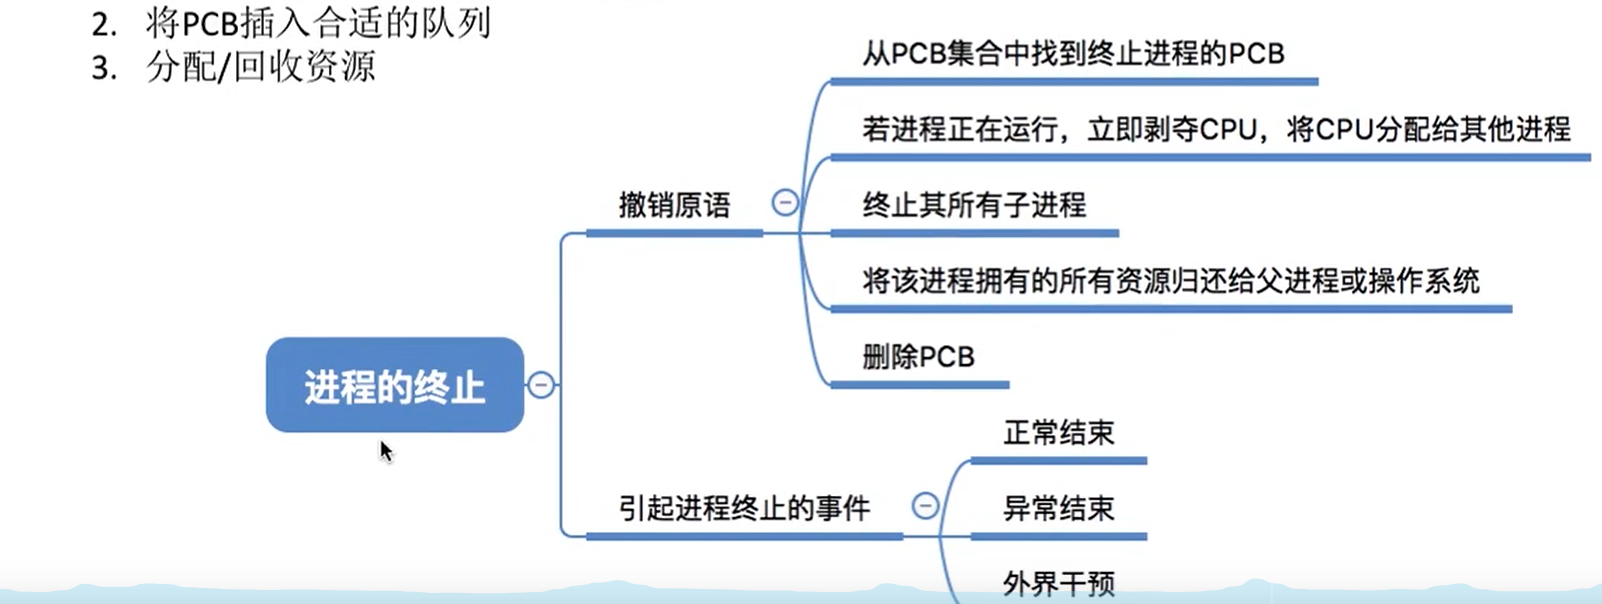 2. 将PCB插入合适的队列
3. 分配/回收资源
从PCB集合中找到终止进程的PCB
若进程正在运行，立即剥夺CPU，将CPU分配给其他进程
撤销原语
终止其所有子进程
将该进程拥有的所有资源归还给父进程或操作系统
删除PCB
进程的终止
正常结束
引起进程终止的事件
异常结束
外界干预